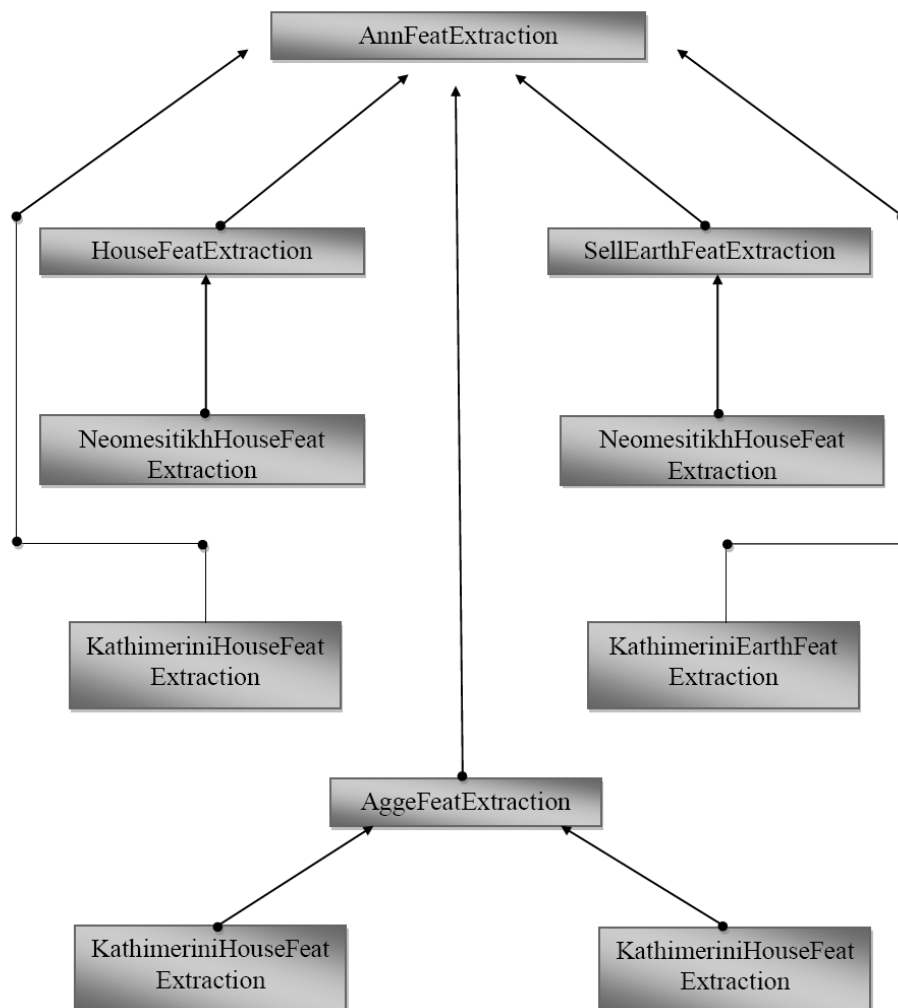 AnnFeatExtraction
HouseFeatExtraction
SellEarthFeatExtraction
NeomesitikhHouseFeat
Extraction
NeomesitikhHouseFeat
Extraction
KathimeriniHouseFeat
Extraction
KathimeriniEarthFeat
Extraction
AggeFeatExtraction
KathimeriniHouseFeat
Extraction
KathimeriniHouseFeat
Extraction